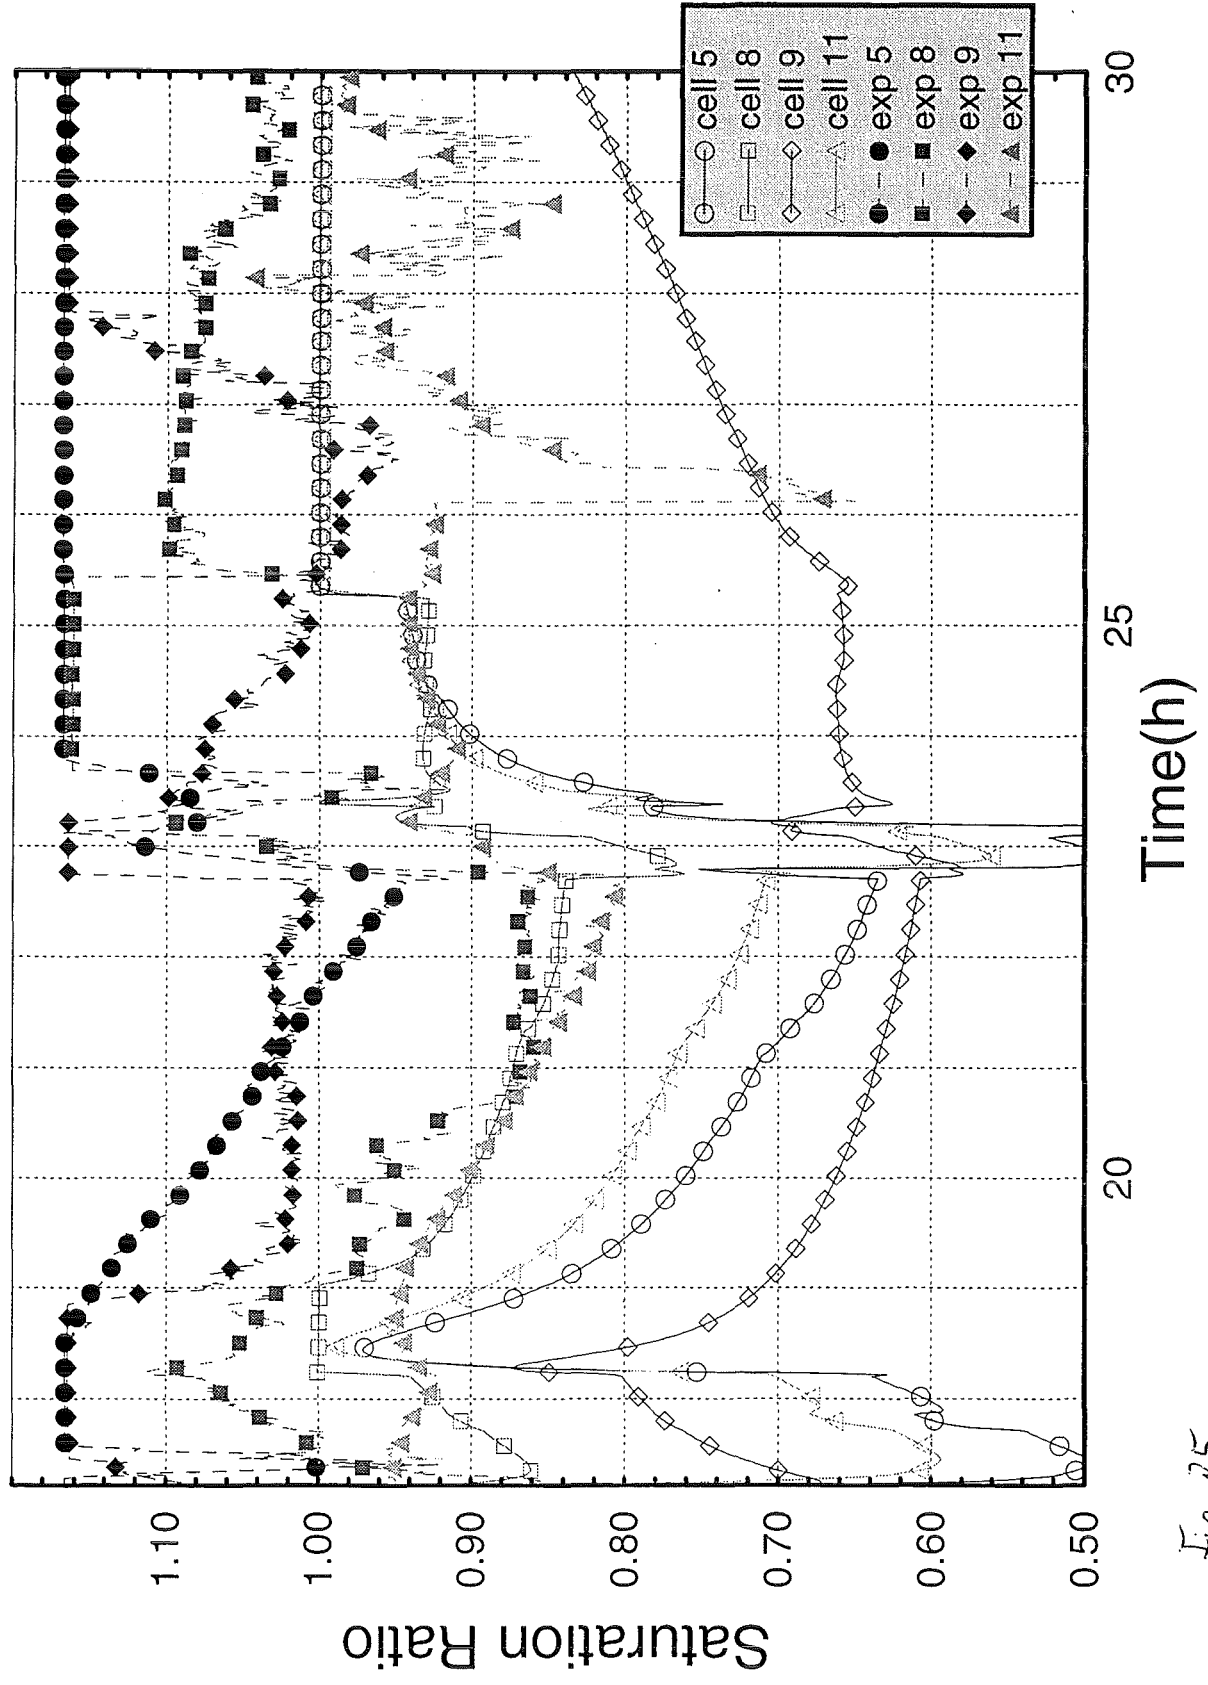 Saturation Ratio
1.10
1.00
0.90
0.80
0.70
0.60
0.50
20
25
30
Time(h)
cell 5
cell 8
cell 9
cell 11
exp 5
exp 8
exp 9
exp 11